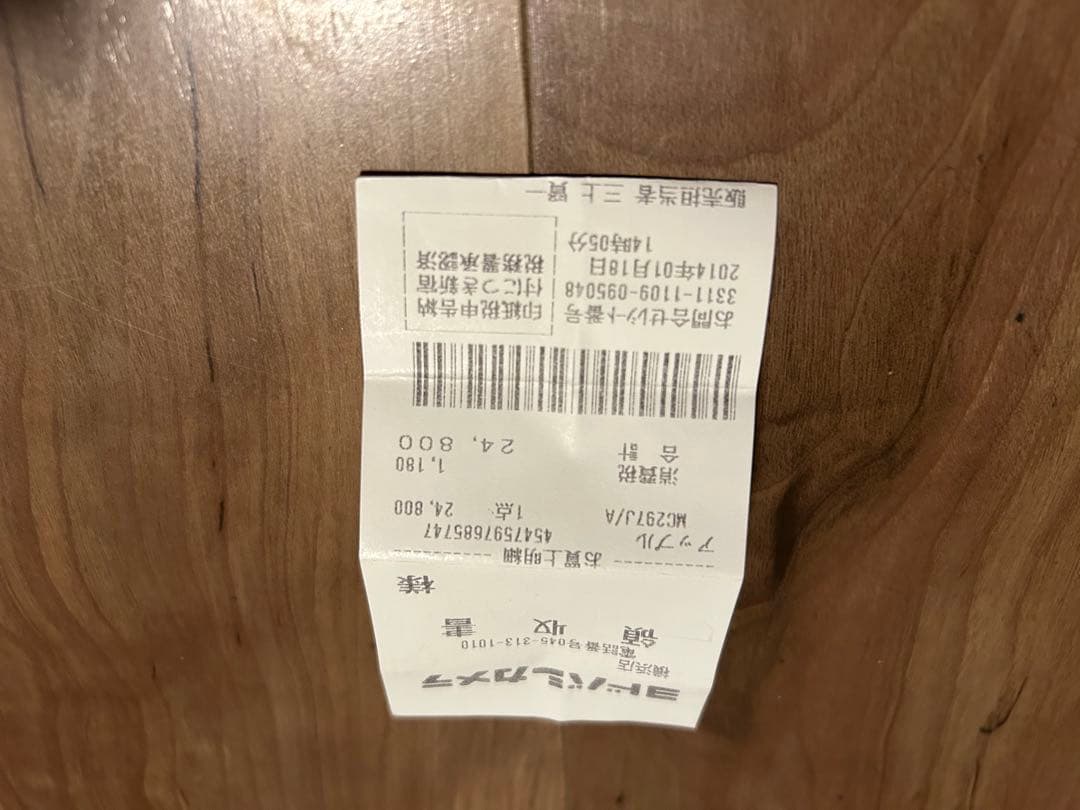 ヨドバシカメラ
横浜店
電話番号045-313-1010
領 収 書
様
---------- お買上明細 ----------
アップル 4547597685747
MC297J/A 1点 24,800
消費税 1,180
合 計 24,800
お問合せレシート番号
3311-1109-095048
2014年01月18日
14時05分
印紙税申告納
付につき新宿
税務署承認済
販売担当者 三上 賢一